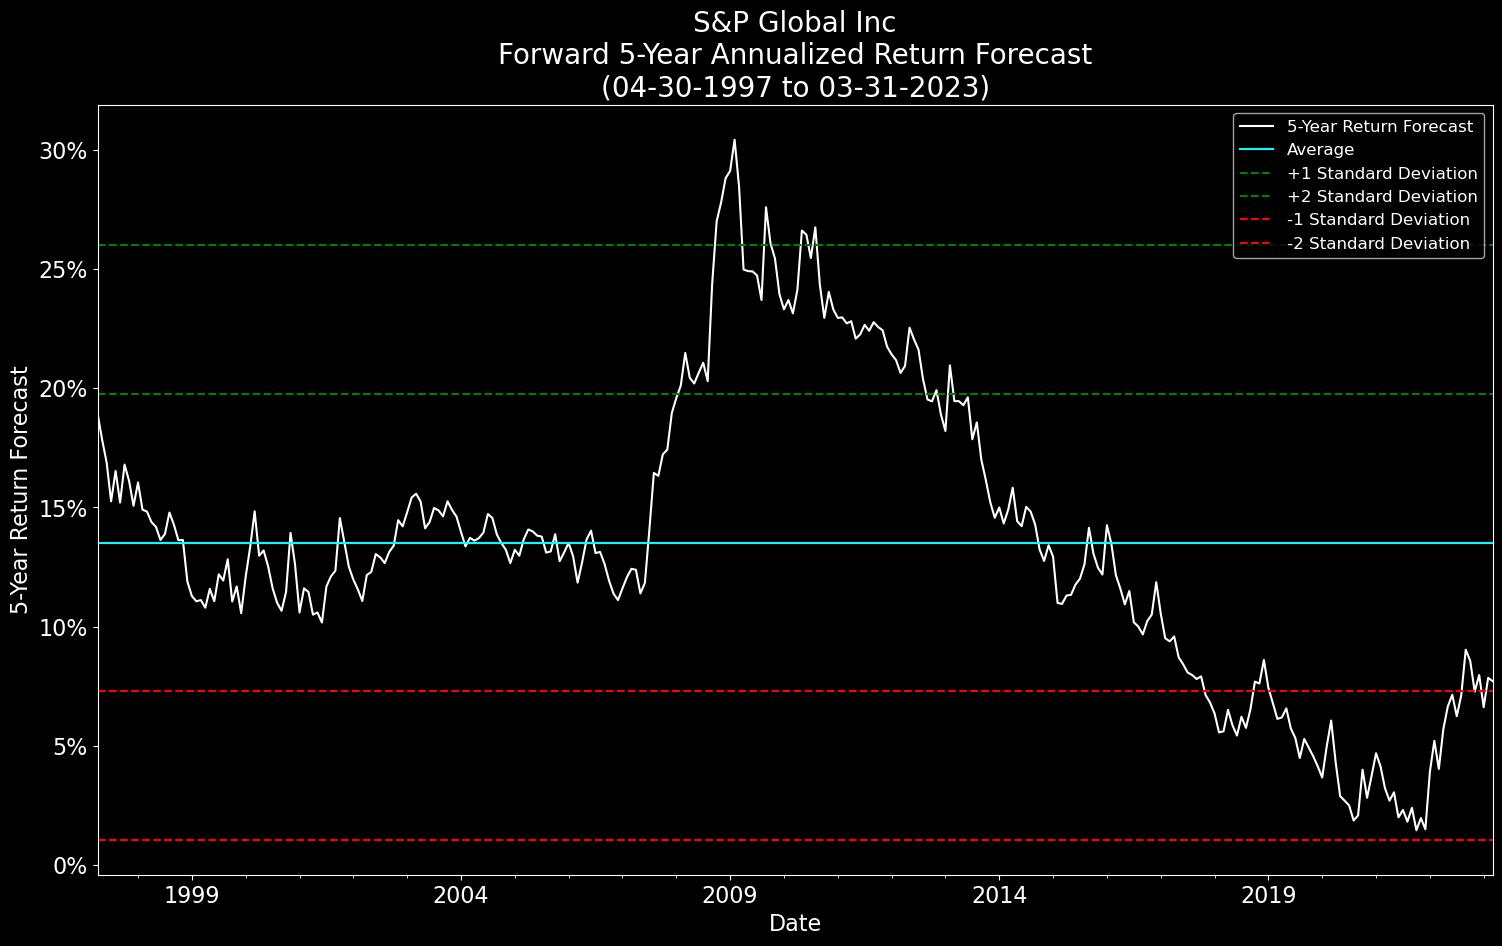 S&P Global Inc
Forward 5-Year Annualized Return Forecast
(04-30-1997 to 03-31-2023)
5-Year Return Forecast
Average
+1 Standard Deviation
+2 Standard Deviation
-1 Standard Deviation
-2 Standard Deviation
5-Year Return Forecast
30%
25%
20%
15%
10%
5%
0%
1999
2004
2009
2014
2019
Date